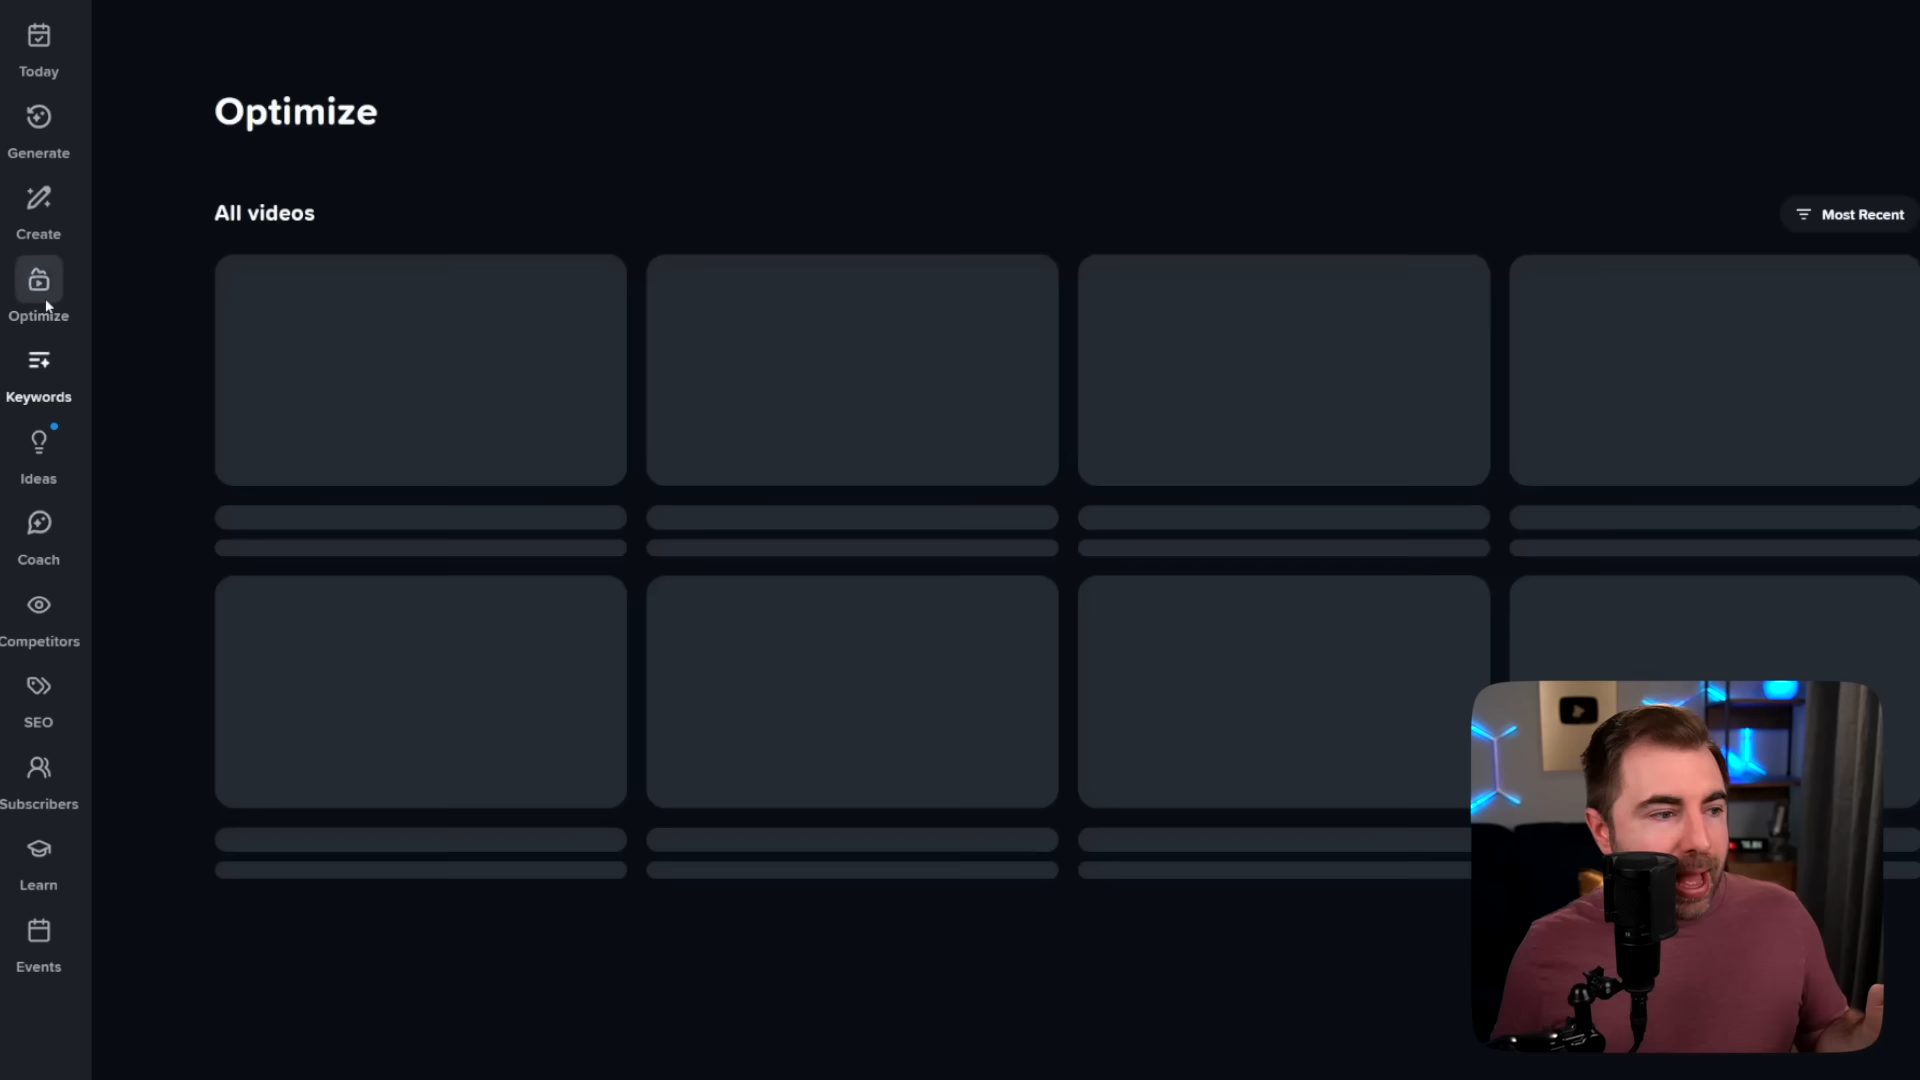 Today
Generate
Create
Optimize
Keywords
Ideas
Coach
Competitors
SEO
Subscribers
Learn
Events
Optimize
All videos
Most Recent